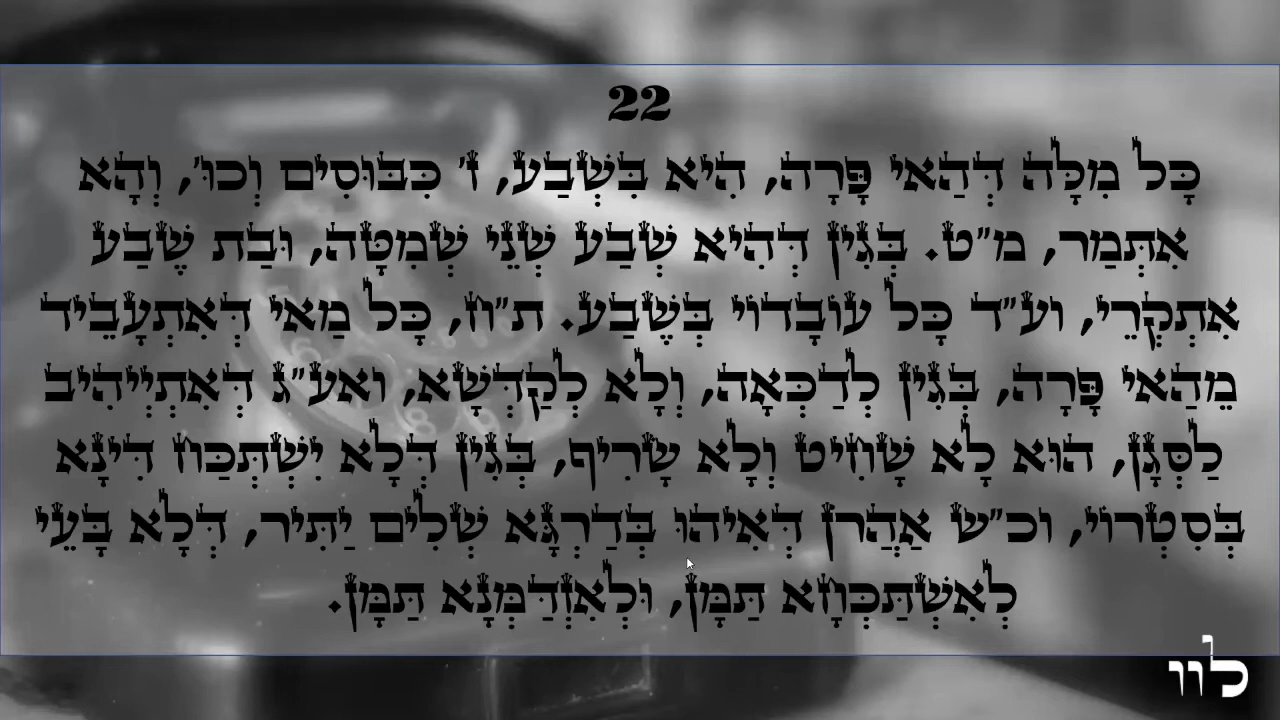 22
כָּל מִלָּה דְּהַאי פָּרָה, הִיא בִּשְׁבַע, ז' כִּבּוּסִים וְכוּ', וְהָא
אִתְּמַר, מ"ט. בְּגִין דְּהִיא שְׁבַע שְׁנֵי שְׁמִטָּה, וּבַת שֶׁבַע
אִתְקְרֵי, וע"ד כָּל עוֹבָדוֹי בְּשֶׁבַע. ת"ח, כָּל מַאי דְּאִתְעָבֵיד
מֵהַאי פָּרָה, בְּגִין לְדַכְּאָה, וְלָא לְקַדְּשָׁא, ואע"ג דְּאִתְיְיהִיב
לַסְּגָן, הוּא לָא שָׁחִיט וְלָא שָׂרִיף, בְּגִין דְּלָא יִשְׁתְּכַּח דִּינָא
בְּסִטְרוֹי, וכ"ש אַהֲרֹן דְּאִיהוּ בְּדַרְגָּא שְׁלִים יַתִּיר, דְּלָא בָּעֵי
לְאִשְׁתַּכְּחָא תַּמָּן, וּלְאִזְדַּמְּנָא תַּמָּן.
לוו